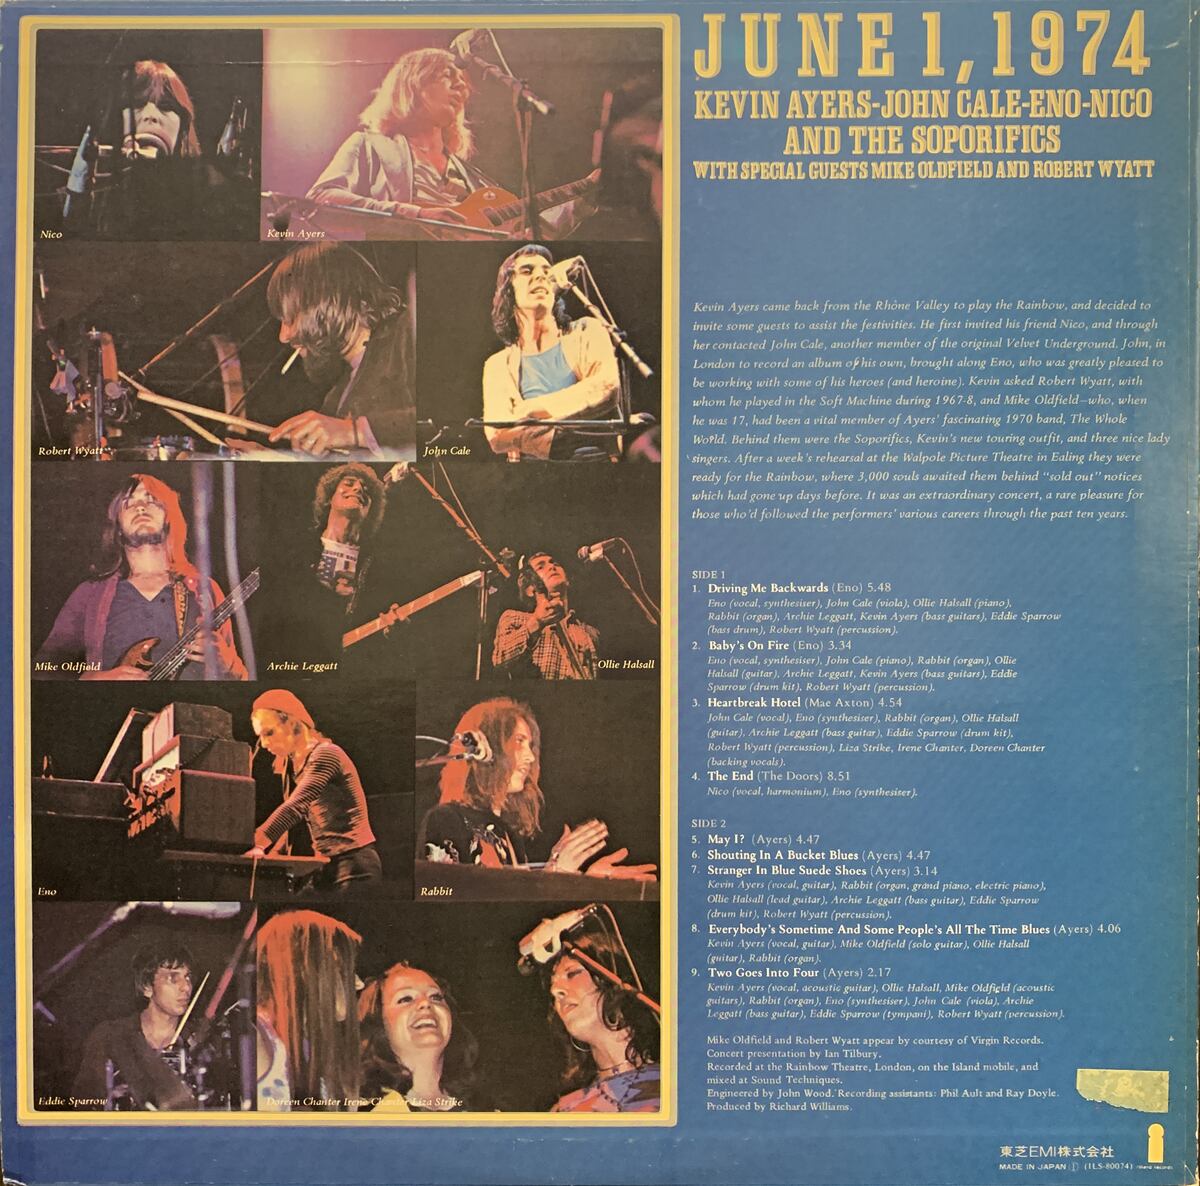 JUNE 1, 1974
KEVIN AYERS-JOHN CALE-ENO-NICO
AND THE SOPORIFICS
WITH SPECIAL GUESTS MIKE OLDFIELD AND ROBERT WYATT
Nico
Kevin Ayers
Robert Wyatt
John Cale
Mike Oldfield
Archie Leggatt
Ollie Halsall
Eno
Rabbit
Eddie Sparrow
Doreen Chanter Irene Chanter Liza Strike
Kevin Ayers came back from the Rhône Valley to play the Rainbow, and decided to
invite some guests to assist the festivities. He first invited his friend Nico, and through
her contacted John Cale, another member of the original Velvet Underground. John, in
London to record an album of his own, brought along Eno, who was greatly pleased to
be working with some of his heroes (and heroine). Kevin asked Robert Wyatt, with
whom he played in the Soft Machine during 1967-8, and Mike Oldfield—who, when
he was 17, had been a vital member of Ayers' fascinating 1970 band, The Whole
World. Behind them were the Soporifics, Kevin's new touring outfit, and three nice lady
singers. After a week's rehearsal at the Walpole Picture Theatre in Ealing they were
ready for the Rainbow, where 3,000 souls awaited them behind "sold out" notices
which had gone up days before. It was an extraordinary concert, a rare pleasure for
those who'd followed the performers' various careers through the past ten years.
SIDE 1
1. Driving Me Backwards (Eno) 5.48
Eno (vocal, synthesiser), John Cale (viola), Ollie Halsall (piano),
Rabbit (organ), Archie Leggatt, Kevin Ayers (bass guitars), Eddie Sparrow
(bass drum), Robert Wyatt (percussion).
2. Baby's On Fire (Eno) 3.34
Eno (vocal, synthesiser), John Cale (piano), Rabbit (organ), Ollie
Halsall (guitar), Archie Leggatt, Kevin Ayers (bass guitars), Eddie
Sparrow (drum kit), Robert Wyatt (percussion).
3. Heartbreak Hotel (Mae Axton) 4.54
John Cale (vocal), Eno (synthesiser), Rabbit (organ), Ollie Halsall
(guitar), Archie Leggatt (bass guitar), Eddie Sparrow (drum kit),
Robert Wyatt (percussion), Liza Strike, Irene Chanter, Doreen Chanter
(backing vocals).
4. The End (The Doors) 8.51
Nico (vocal, harmonium), Eno (synthesiser).
SIDE 2
5. May I? (Ayers) 4.47
6. Shouting In A Bucket Blues (Ayers) 4.47
7. Stranger In Blue Suede Shoes (Ayers) 3.14
Kevin Ayers (vocal, guitar), Rabbit (organ, grand piano, electric piano),
Ollie Halsall (lead guitar), Archie Leggatt (bass guitar), Eddie Sparrow
(drum kit), Robert Wyatt (percussion).
8. Everybody's Sometime And Some People's All The Time Blues (Ayers) 4.06
Kevin Ayers (vocal, guitar), Mike Oldfield (solo guitar), Ollie Halsall
(guitar), Rabbit (organ).
9. Two Goes Into Four (Ayers) 2.17
Kevin Ayers (vocal, acoustic guitar), Ollie Halsall, Mike Oldfield (acoustic
guitars), Rabbit (organ), Eno (synthesiser), John Cale (viola), Archie
Leggatt (bass guitar), Eddie Sparrow (tympani), Robert Wyatt (percussion).
Mike Oldfield and Robert Wyatt appear by courtesy of Virgin Records.
Concert presentation by Ian Tilbury.
Recorded at the Rainbow Theatre, London, on the Island mobile, and
mixed at Sound Techniques.
Engineered by John Wood. Recording assistants: Phil Ault and Ray Doyle.
Produced by Richard Williams.
東芝EMI株式会社
MADE IN JAPAN Ⓙ (ILS-80074) island records